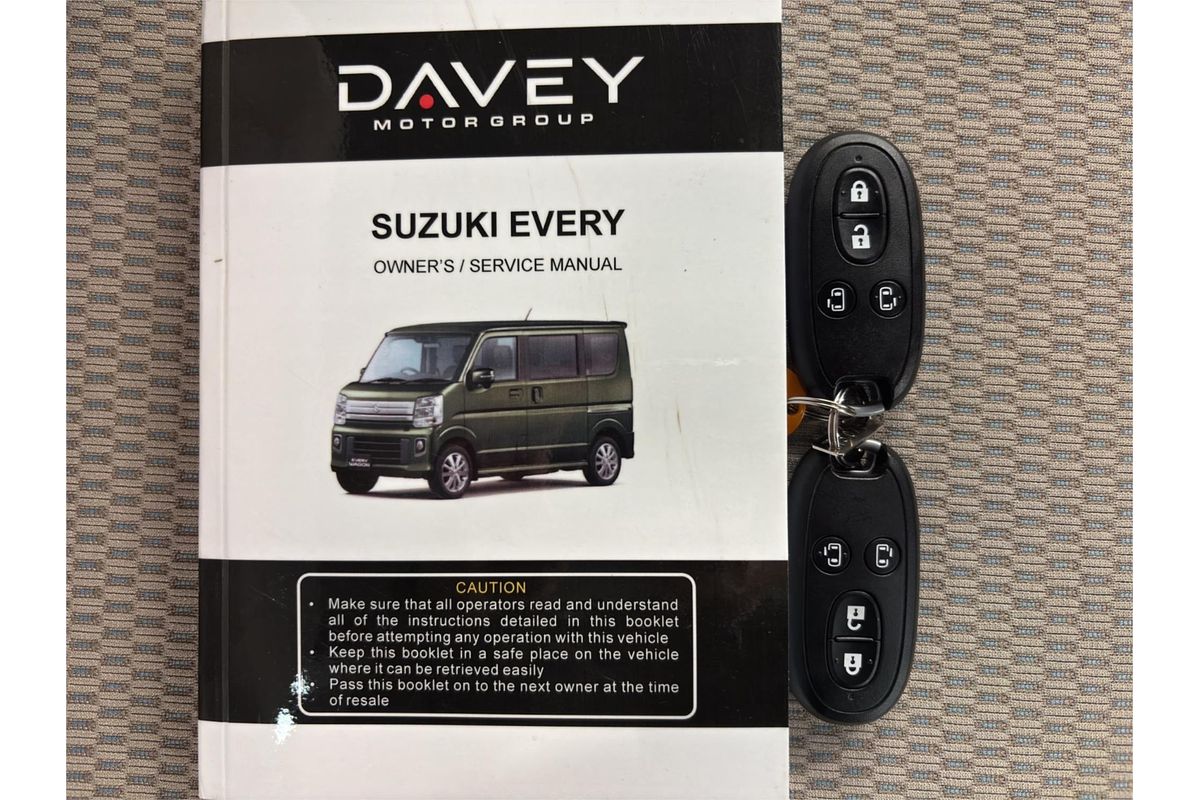 DAVEY
MOTOR GROUP
SUZUKI EVERY
OWNER'S / SERVICE MANUAL
EVERY
WAGON
CAUTION
• Make sure that all operators read and understand
all of the instructions detailed in this booklet
before attempting any operation with this vehicle
• Keep this booklet in a safe place on the vehicle
where it can be retrieved easily
Pass this booklet on to the next owner at the time
of resale